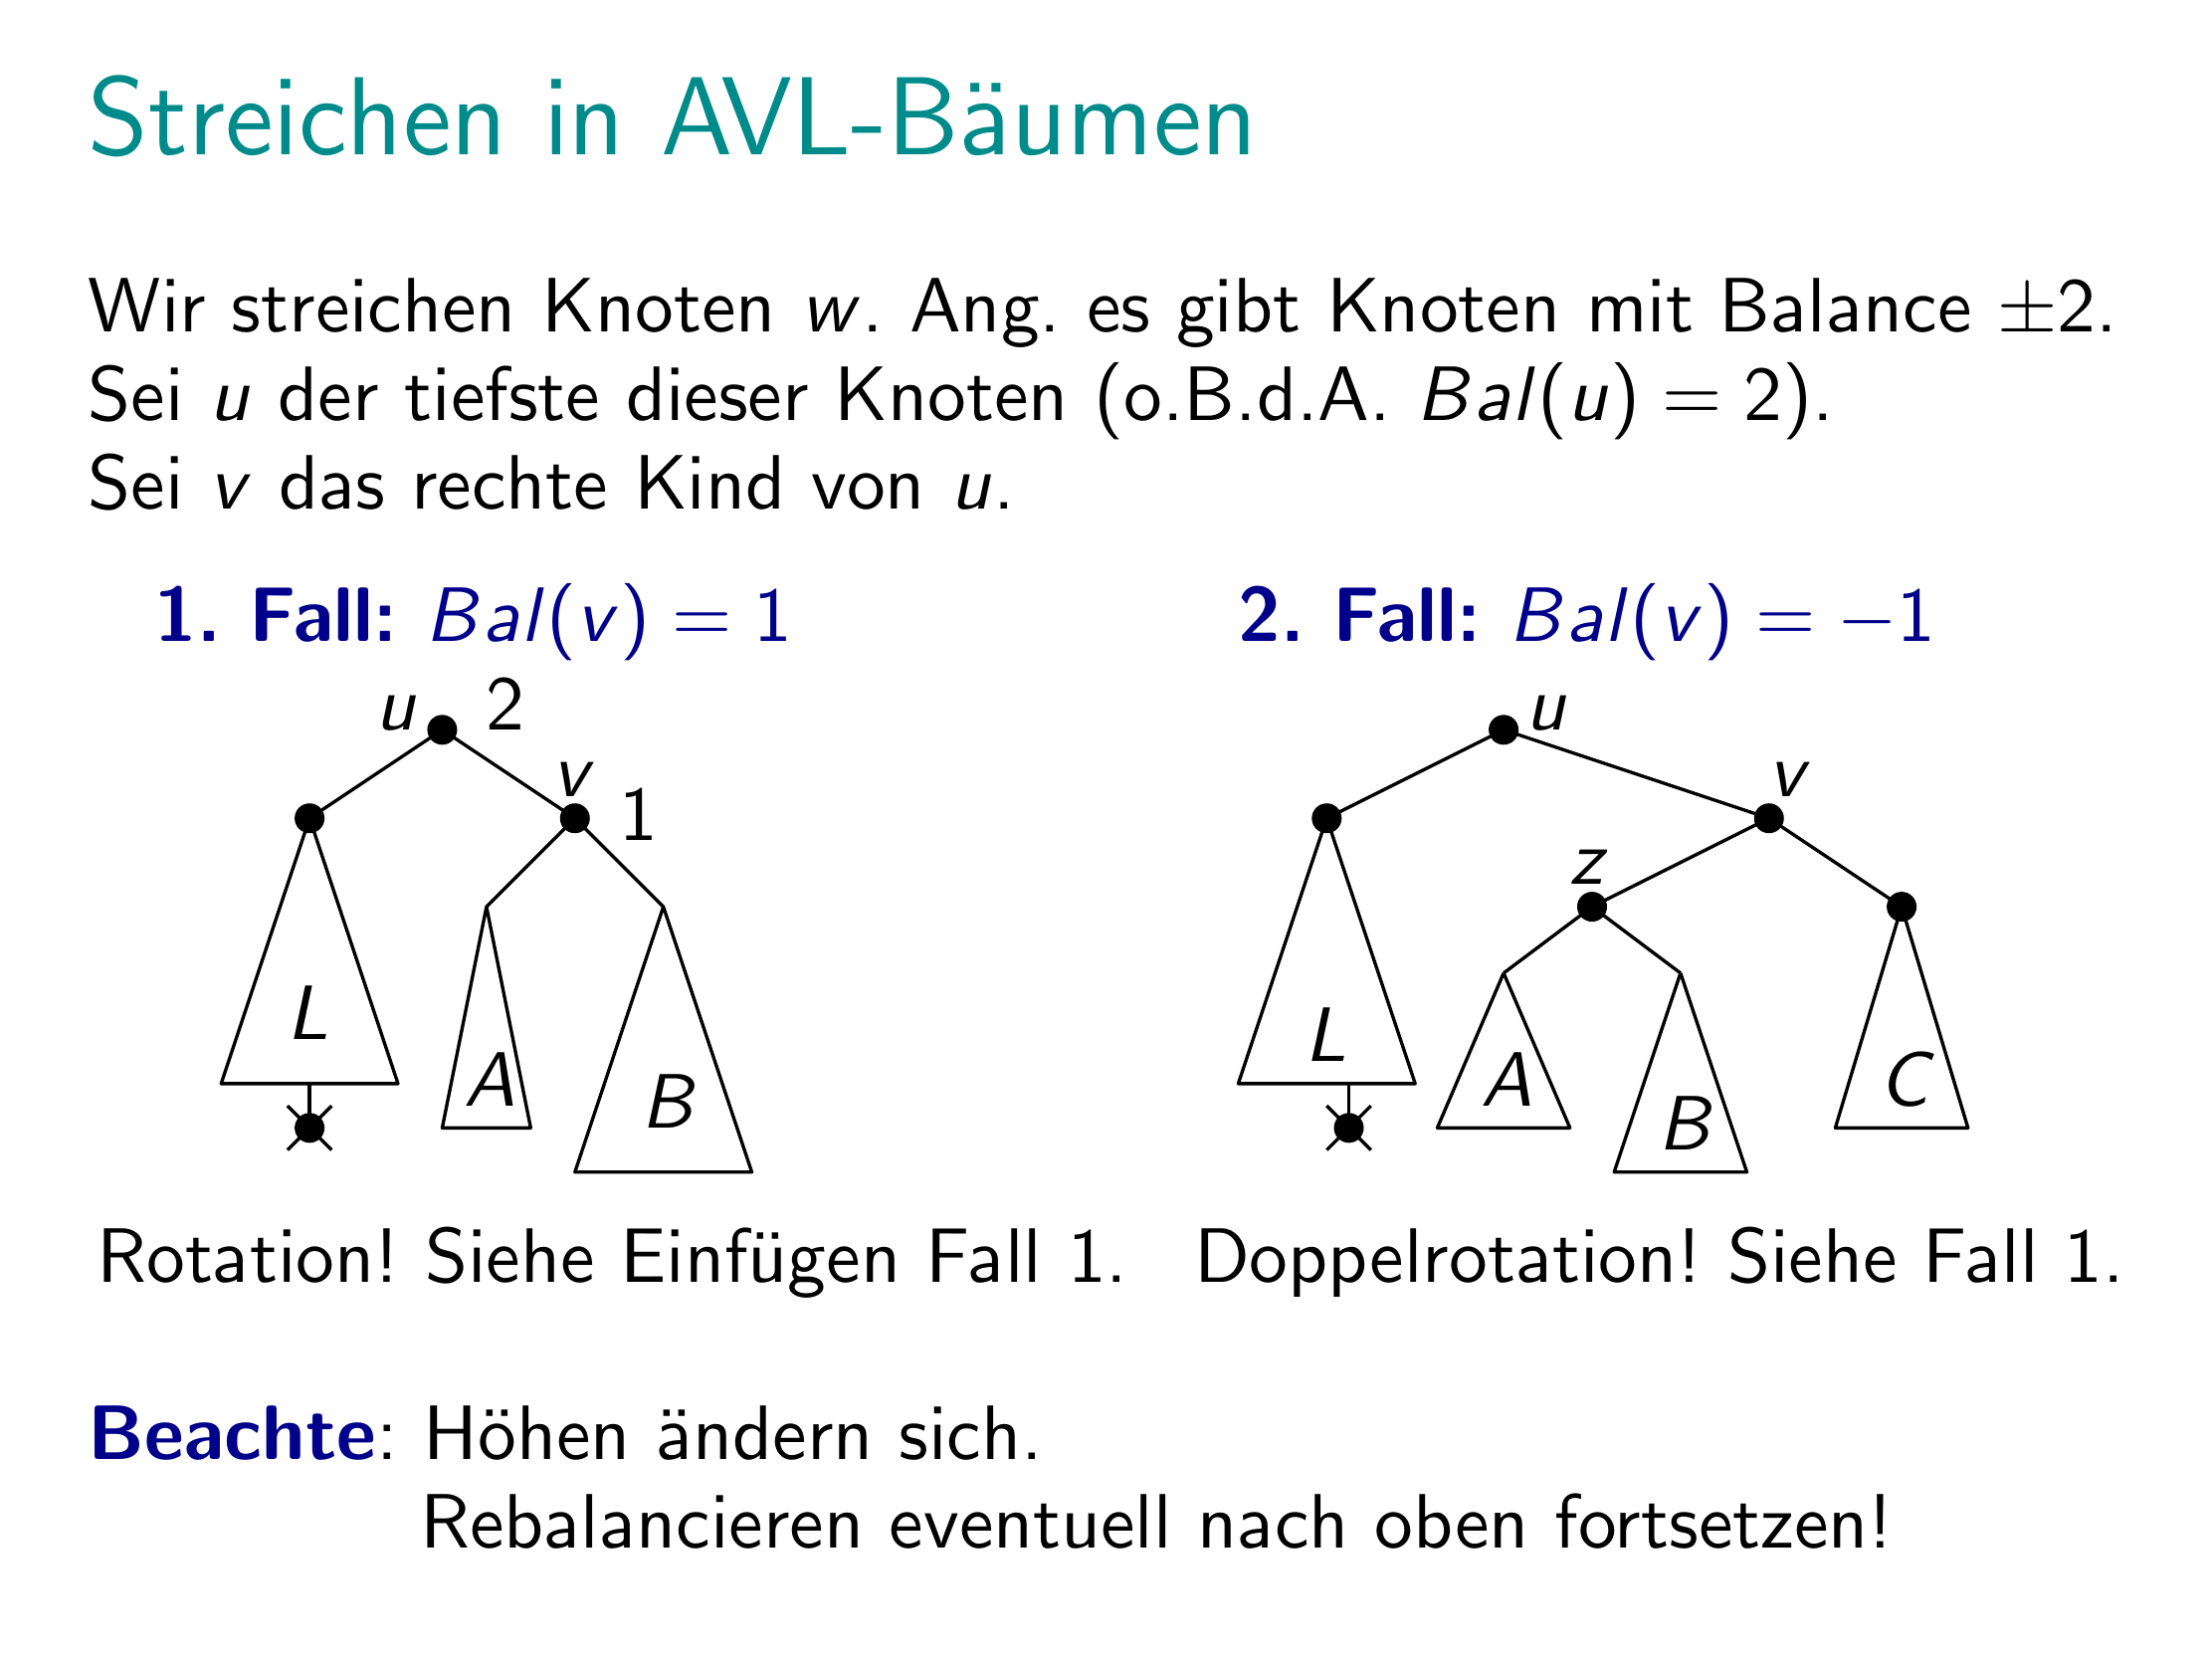 Streichen in AVL-Bäumen
Wir streichen Knoten w. Ang. es gibt Knoten mit Balance ±2.
Sei u der tiefste dieser Knoten (o.B.d.A. Bal(u) = 2).
Sei v das rechte Kind von u.
1. Fall: Bal(v) = 1
u 2
v
1
L
A
B
Rotation! Siehe Einfügen Fall 1.
2. Fall: Bal(v) = −1
u
v
z
L
A
B
C
Doppelrotation! Siehe Fall 1.
Beachte: Höhen ändern sich.
Rebalancieren eventuell nach oben fortsetzen!